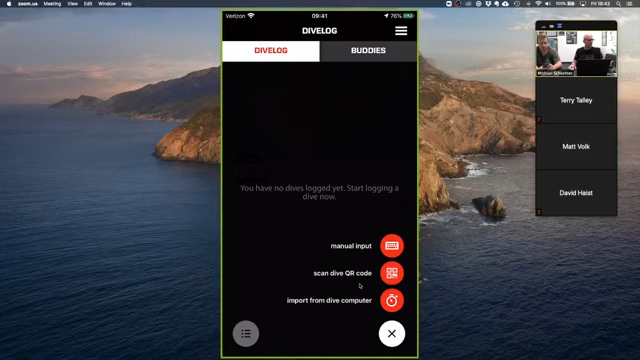 zoom.us Meeting View Edit Window Help
100% Fri 18:43
Verizon 09:41 76%
DIVELOG
DIVELOG BUDDIES
You have no dives logged yet. Start logging a
dive now.
manual input
scan dive QR code
import from dive computer
Michael Schechter
Terry Talley
Matt Volk
David Haist